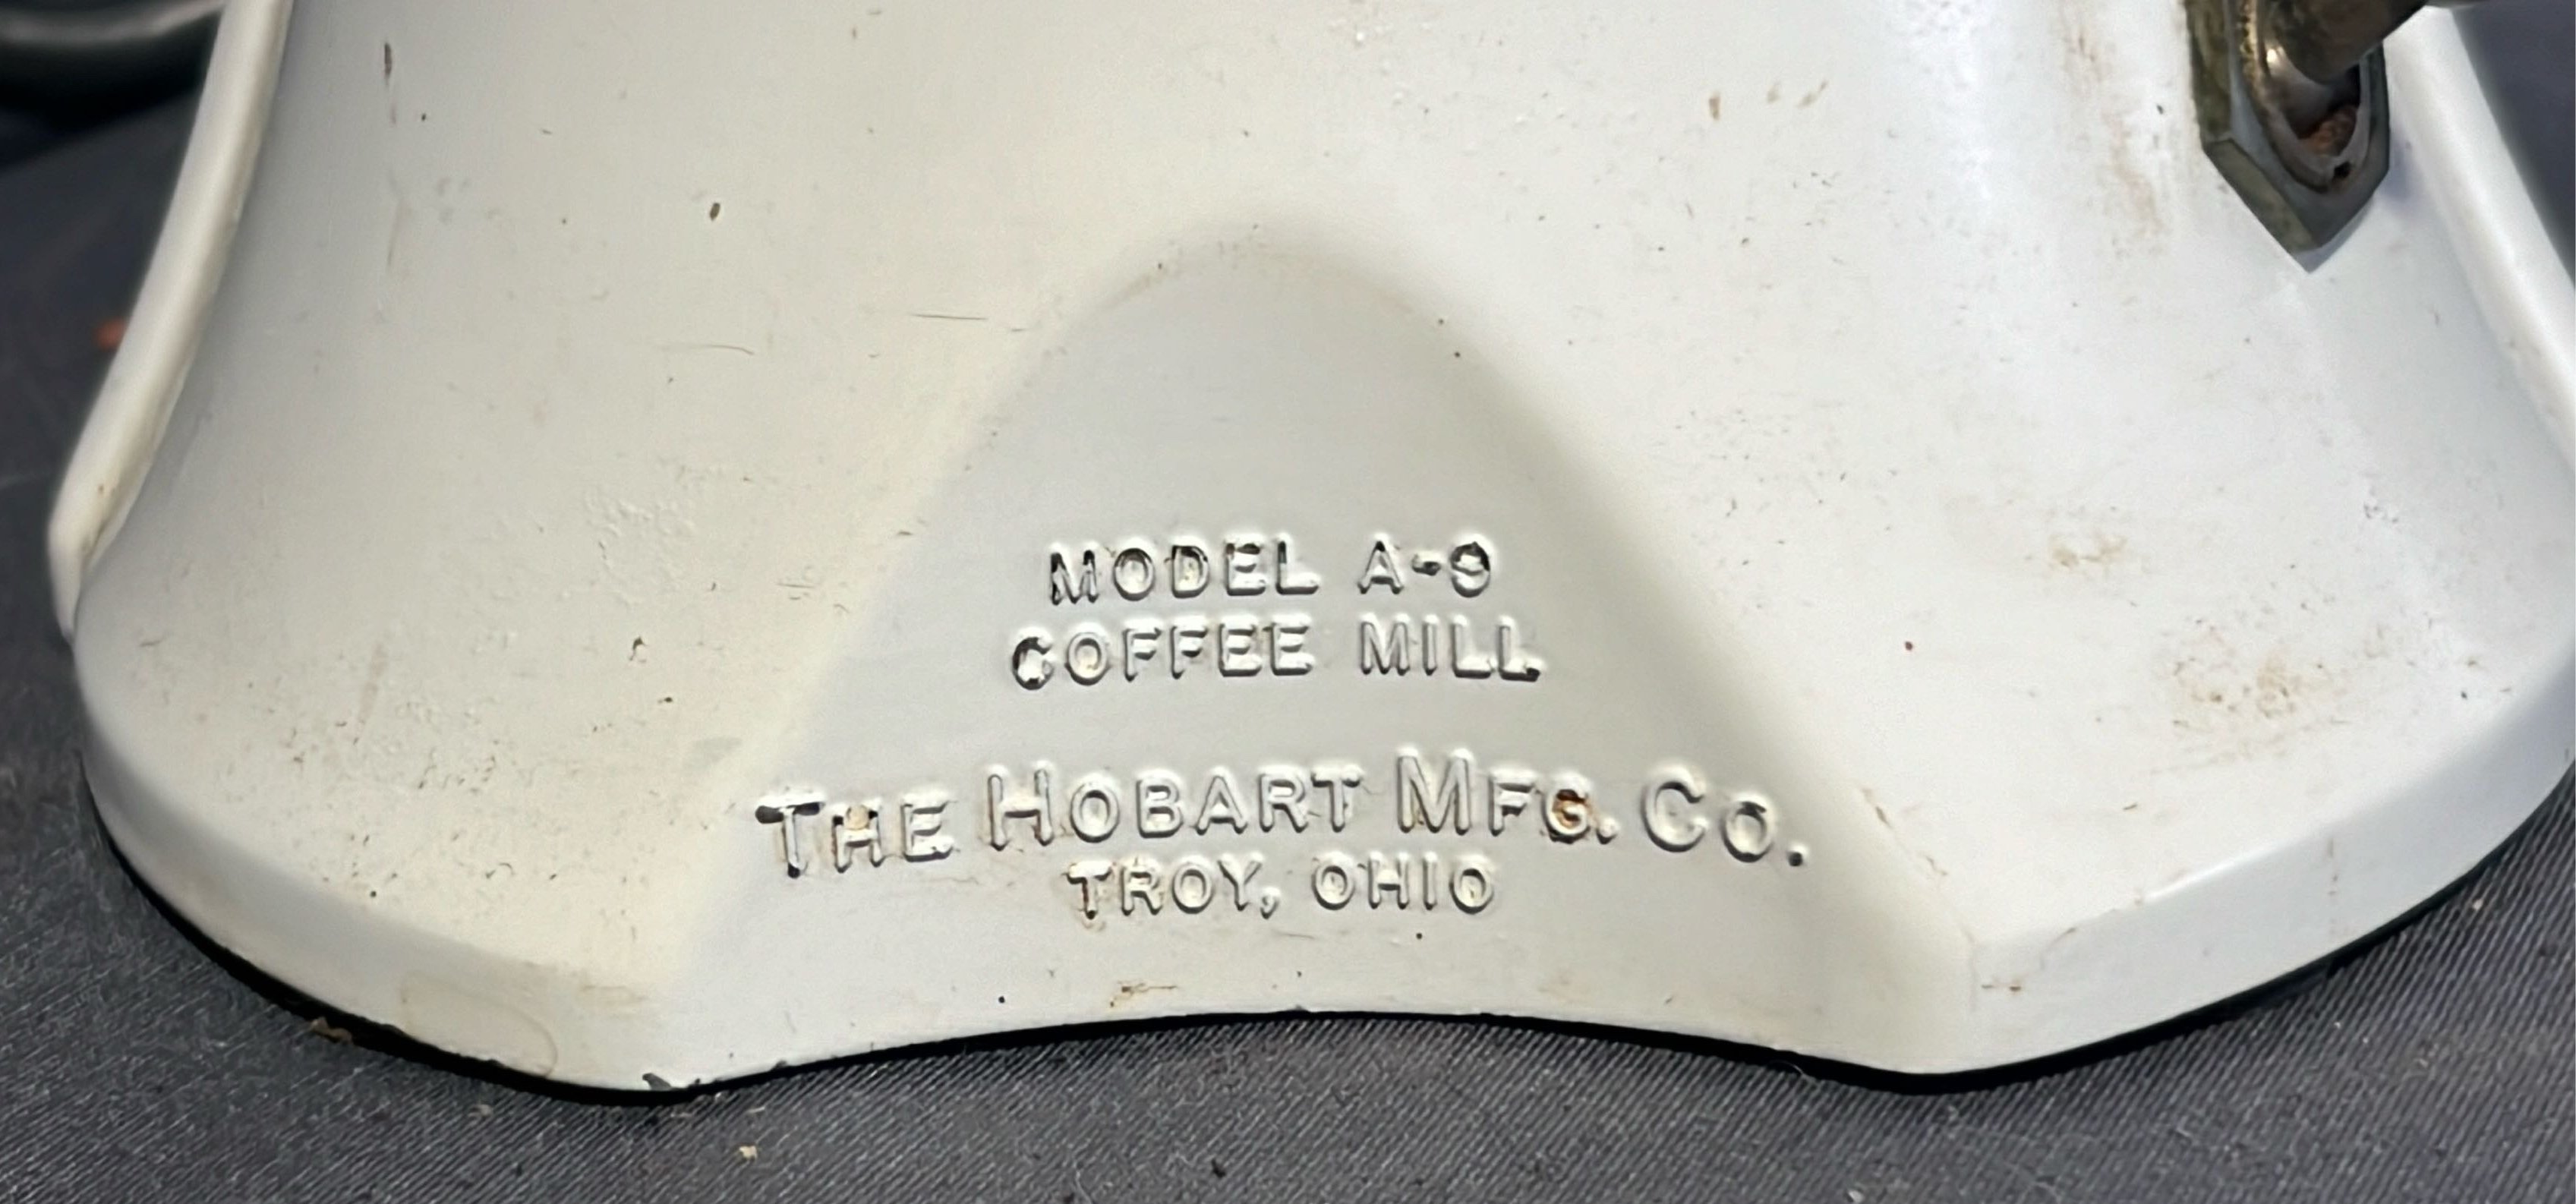 MODEL A-9
COFFEE MILL
THE HOBART MFG. CO.
TROY, OHIO